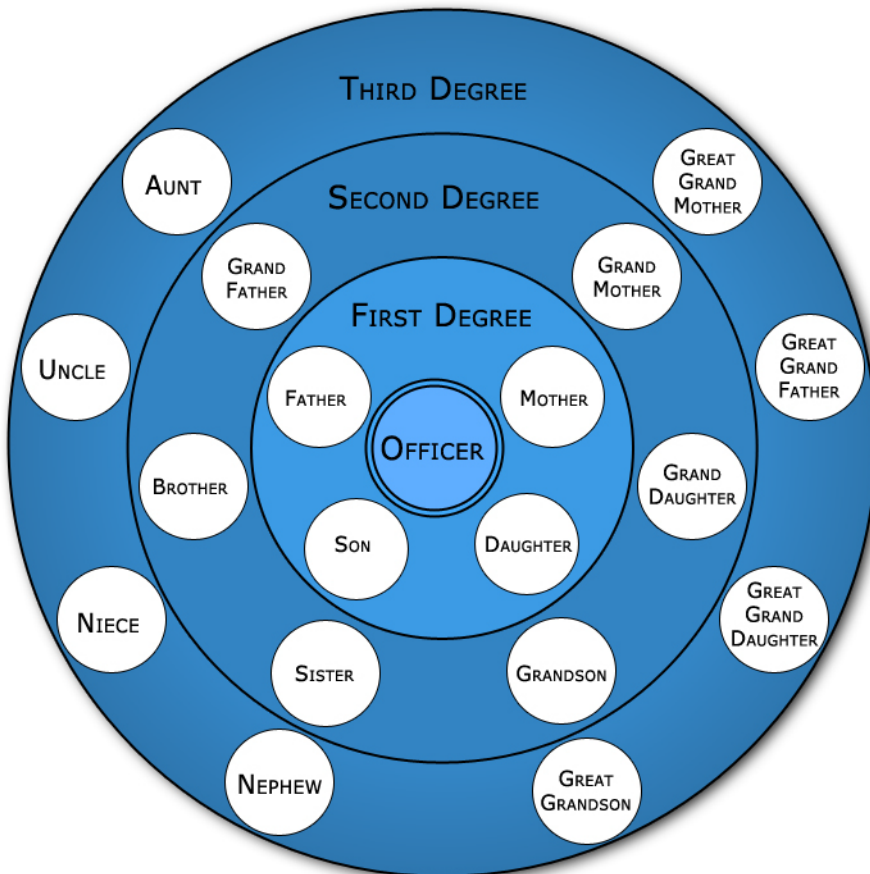 Third Degree
Aunt
Great
Grand
Mother
Second Degree
Grand
Father
Grand
Mother
First Degree
Uncle
Great
Grand
Father
Father
Mother
Officer
Brother
Grand
Daughter
Son
Daughter
Niece
Great
Grand
Daughter
Sister
Grandson
Nephew
Great
Grandson